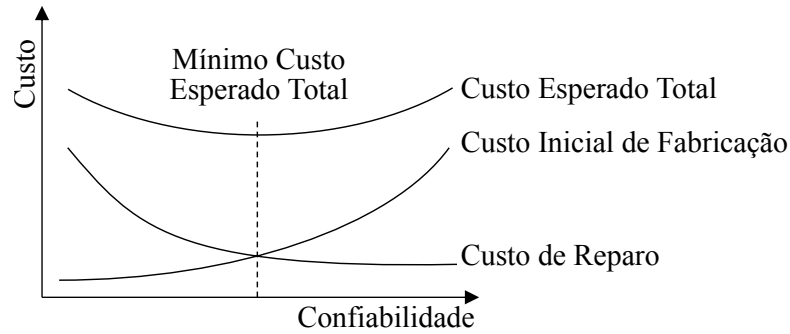 Custo
Mínimo Custo
Esperado Total
Custo Esperado Total
Custo Inicial de Fabricação
Custo de Reparo
Confiabilidade